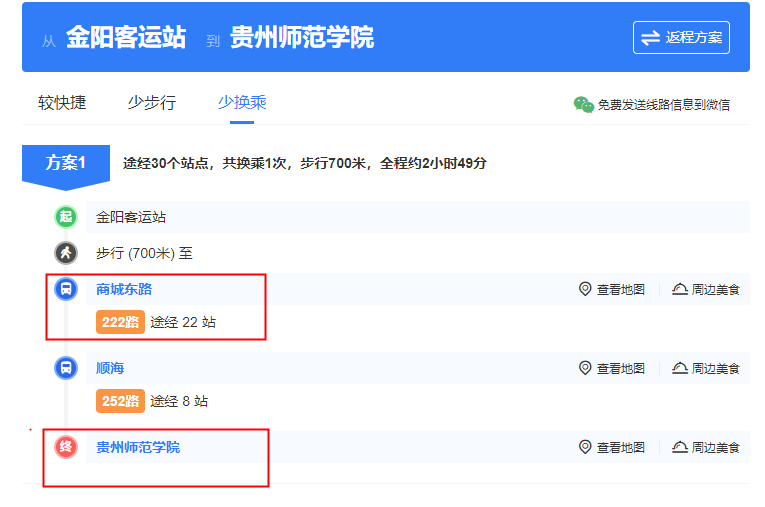 从 金阳客运站 到 贵州师范学院 返程方案
较快捷 少步行 少换乘 免费发送线路信息到微信
方案1 途经30个站点，共换乘1次，步行700米，全程约2小时49分
起 金阳客运站
步行 (700米) 至
商城东路 查看地图 周边美食
222路 途经 22 站
顺海 查看地图 周边美食
252路 途经 8 站
终 贵州师范学院 查看地图 周边美食